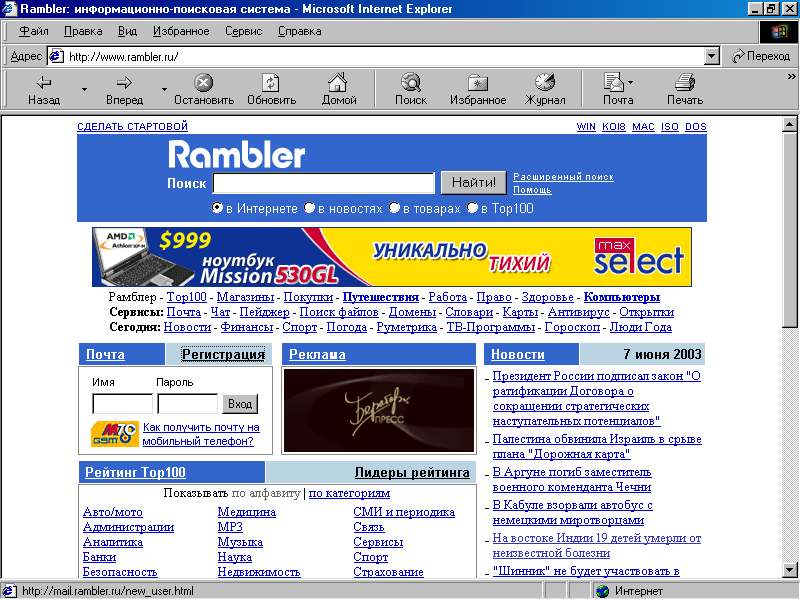 Rambler: информационно-поисковая система - Microsoft Internet Explorer
Файл Правка Вид Избранное Сервис Справка
Адрес http://www.rambler.ru/ Переход
Назад Вперед Остановить Обновить Домой Поиск Избранное Журнал Почта Печать
СДЕЛАТЬ СТАРТОВОЙ WIN KOI8 MAC ISO DOS
Rambler
Поиск Найти! Расширенный поиск
Помощь
в Интернете в новостях в товарах в Top100
AMD Athlon XP-M $999 ноутбук Mission 530GL УНИКАЛЬНО ТИХИЙ max select
Рамблер - Top100 - Магазины - Покупки - Путешествия - Работа - Право - Здоровье - Компьютеры
Сервисы: Почта - Чат - Пейджер - Поиск файлов - Домены - Словари - Карты - Антивирус - Открытки
Сегодня: Новости - Финансы - Спорт - Погода - Руметрика - ТВ-Программы - Гороскоп - Люди Года
Почта Регистрация
Имя Пароль
Вход
МТС GSM Как получить почту на
мобильный телефон?
Реклама
ПРЕСС
Новости 7 июня 2003
Президент России подписал закон "О
ратификации Договора о
сокращении стратегических
наступательных потенциалов"
Палестина обвинила Израиль в срыве
плана "Дорожная карта"
В Аргуне погиб заместитель
военного коменданта Чечни
В Кабуле взорвали автобус с
немецкими миротворцами
На востоке Индии 19 детей умерли от
неизвестной болезни
"Шинник" не будет участвовать в
Рейтинг Top100 Лидеры рейтинга
Показывать по алфавиту | по категориям
Авто/мото Медицина СМИ и периодика
Администрации MP3 Связь
Аналитика Музыка Сервисы
Банки Наука Спорт
Безопасность Недвижимость Страхование
http://mail.rambler.ru/new_user.html Интернет